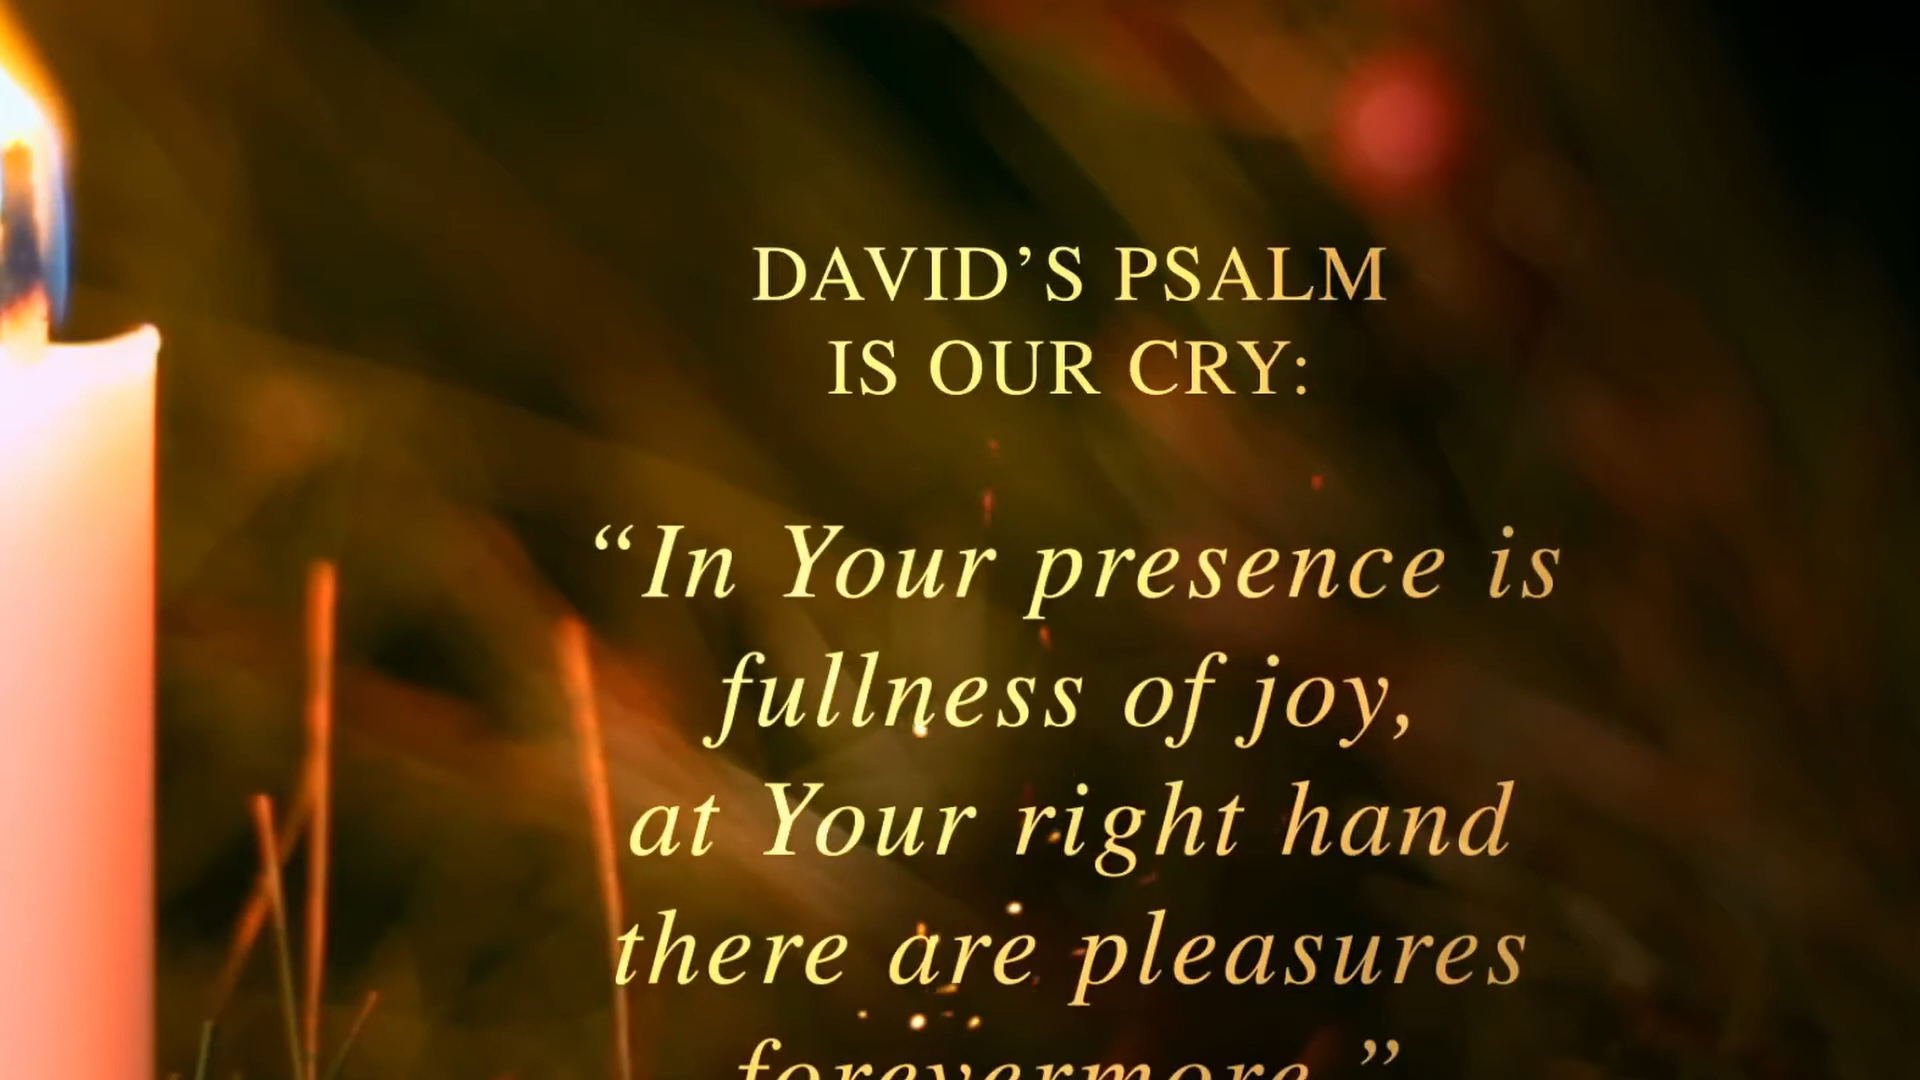 DAVID’S PSALM
IS OUR CRY:
“In Your presence is
fullness of joy,
at Your right hand
there are pleasures
forevermore.”